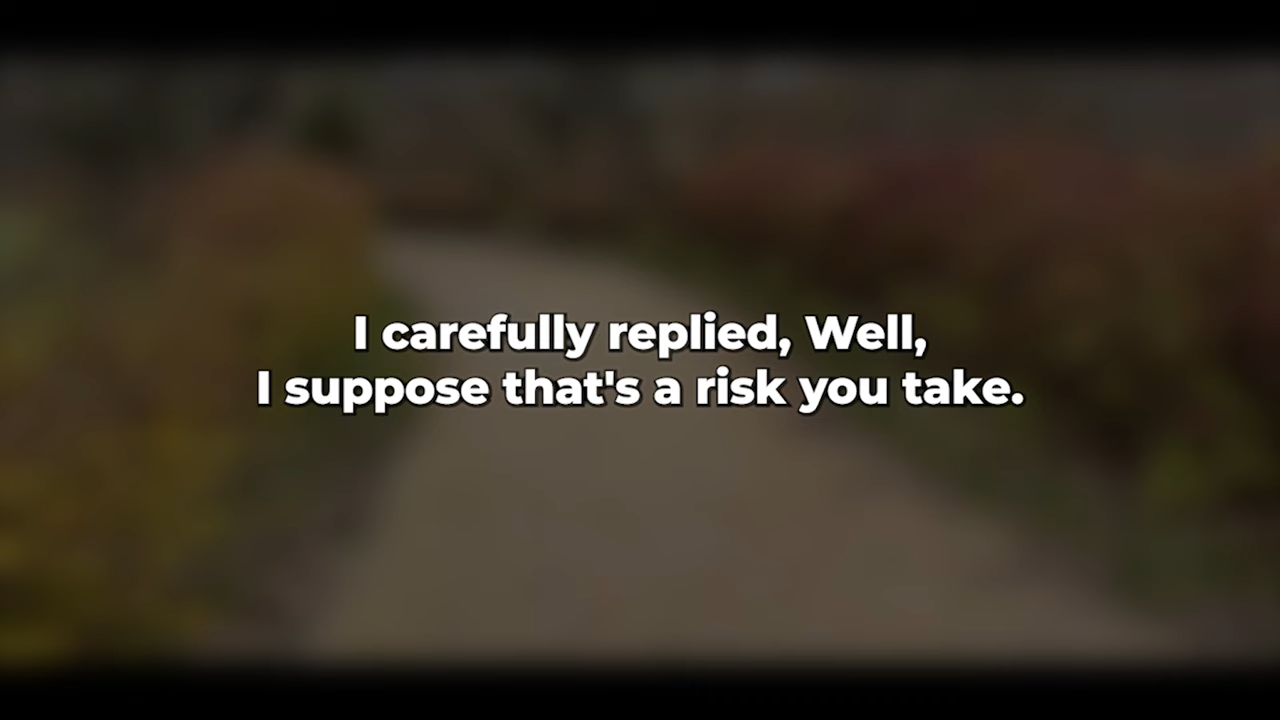 I carefully replied, Well,
I suppose that's a risk you take.